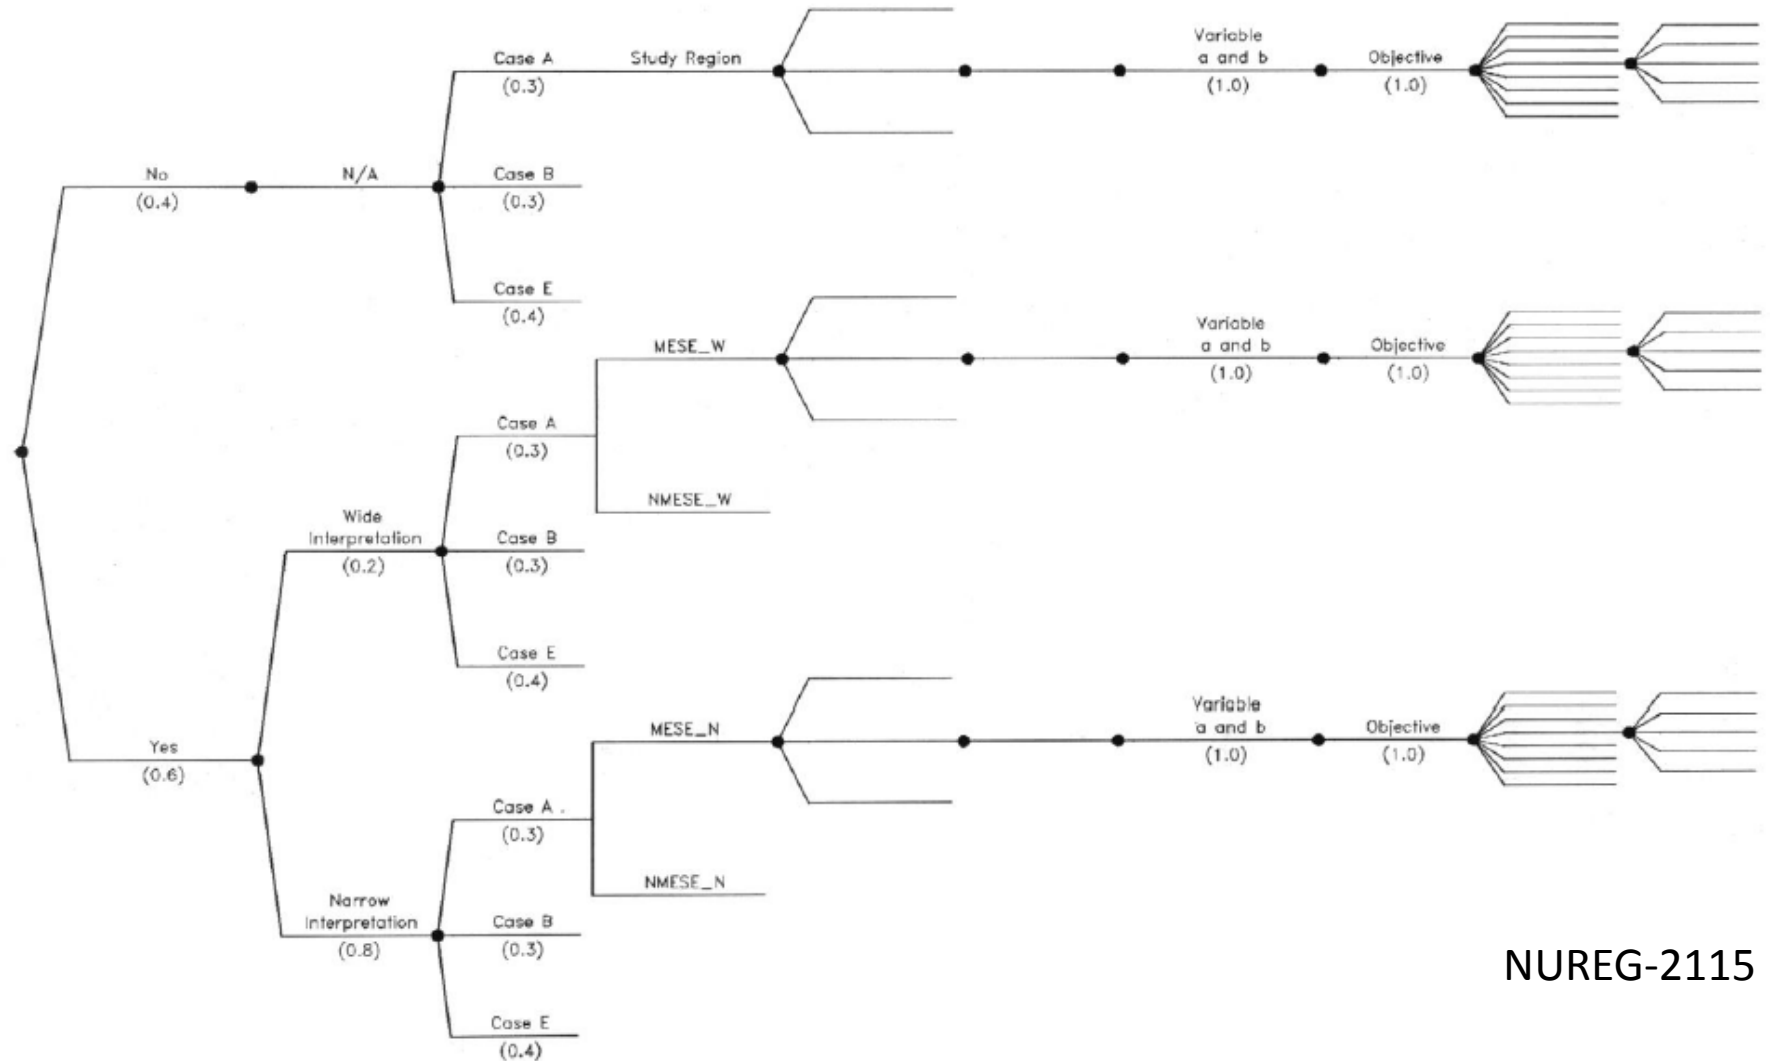 Case A
(0.3)
Study Region
Variable
a and b
(1.0)
Objective
(1.0)
No
(0.4)
N/A
Case B
(0.3)
Case E
(0.4)
MESE_W
Variable
a and b
(1.0)
Objective
(1.0)
Case A
(0.3)
NMESE_W
Wide
Interpretation
(0.2)
Case B
(0.3)
Case E
(0.4)
Yes
(0.6)
MESE_N
Variable
a and b
(1.0)
Objective
(1.0)
Case A
(0.3)
NMESE_N
Narrow
Interpretation
(0.8)
Case B
(0.3)
Case E
(0.4)
NUREG-2115